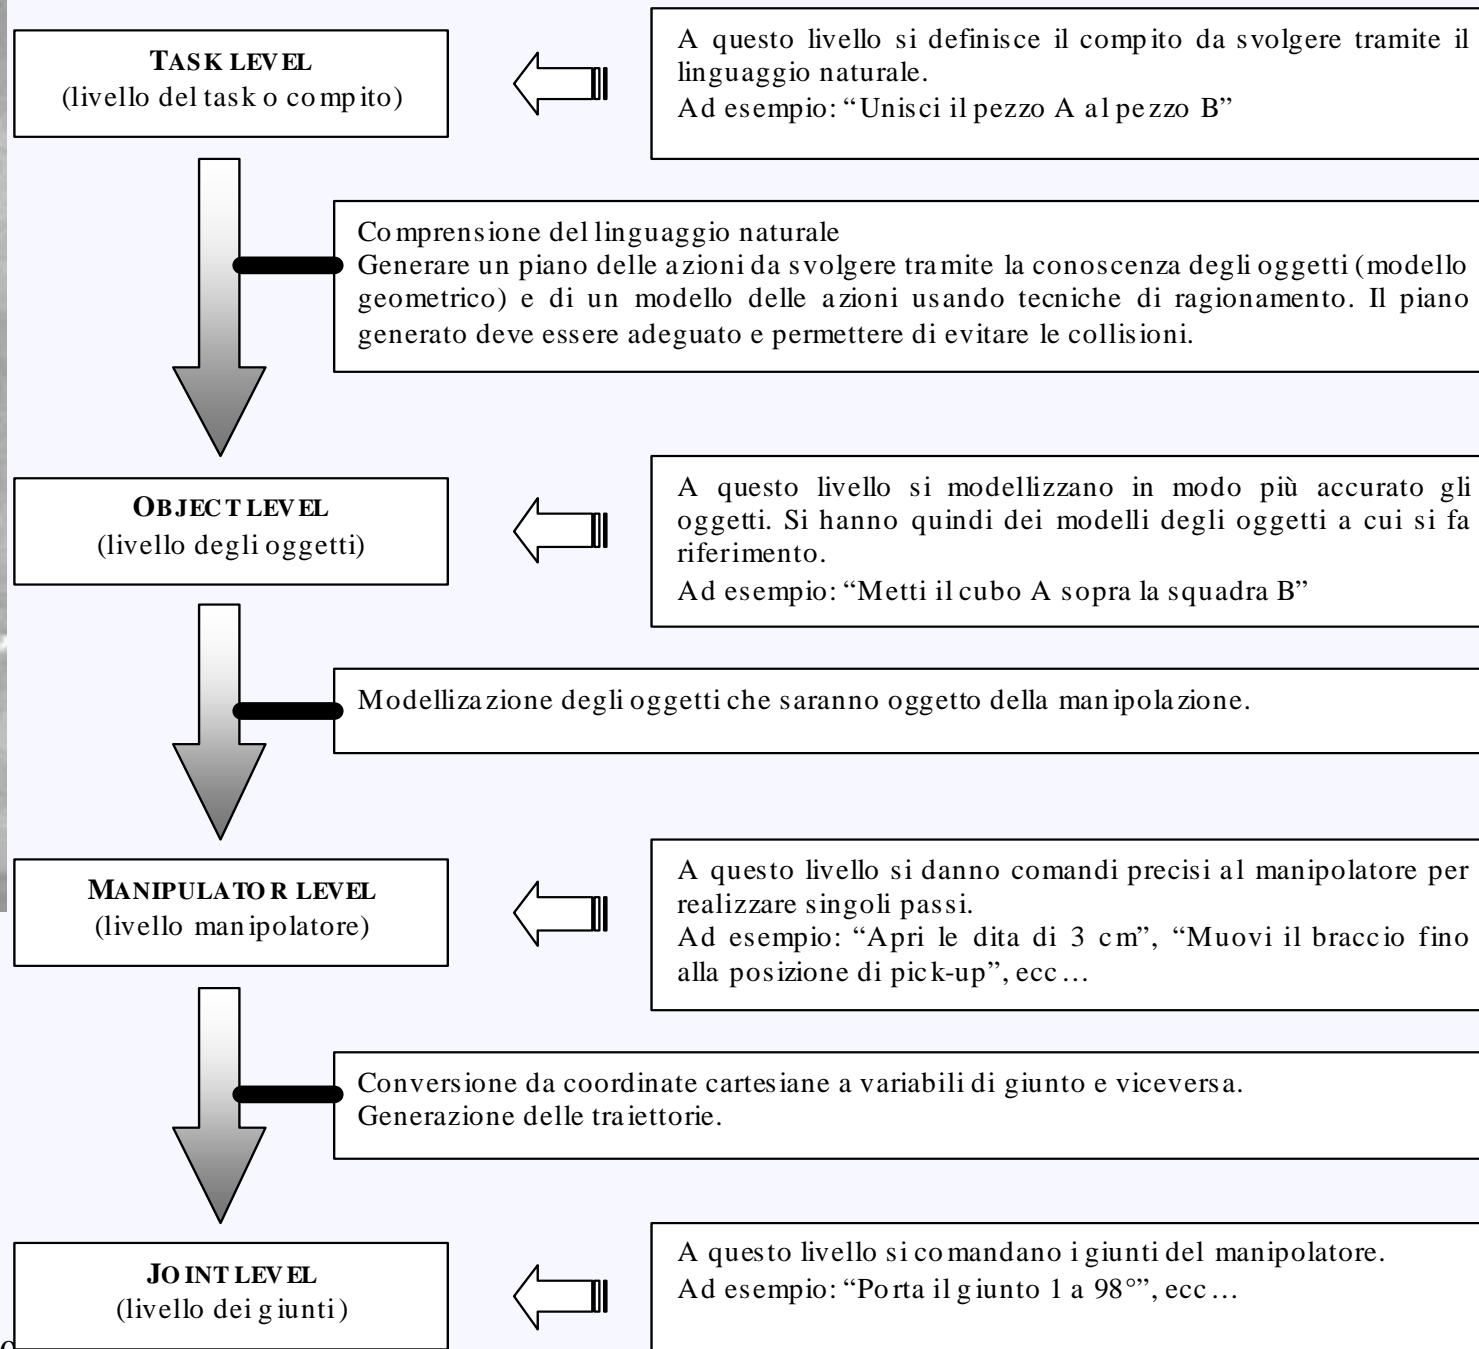 TASK LEVEL
(livello del task o compito)
A questo livello si definisce il compito da svolgere tramite il
linguaggio naturale.
Ad esempio: “Unisci il pezzo A al pezzo B”
Comprensione del linguaggio naturale
Generare un piano delle azioni da svolgere tramite la conoscenza degli oggetti (modello
geometrico) e di un modello delle azioni usando tecniche di ragionamento. Il piano
generato deve essere adeguato e permettere di evitare le collisioni.
OBJECT LEVEL
(livello degli oggetti)
A questo livello si modellizzano in modo più accurato gli
oggetti. Si hanno quindi dei modelli degli oggetti a cui si fa
riferimento.
Ad esempio: “Metti il cubo A sopra la squadra B”
Modellizazione degli oggetti che saranno oggetto della manipolazione.
MANIPULATOR LEVEL
(livello manipolatore)
A questo livello si danno comandi precisi al manipolatore per
realizzare singoli passi.
Ad esempio: “Apri le dita di 3 cm”, “Muovi il braccio fino
alla posizione di pick-up”, ecc…
Conversione da coordinate cartesiane a variabili di giunto e viceversa.
Generazione delle traiettorie.
JOINT LEVEL
(livello dei giunti)
A questo livello si comandano i giunti del manipolatore.
Ad esempio: “Porta il giunto 1 a 98°”, ecc…